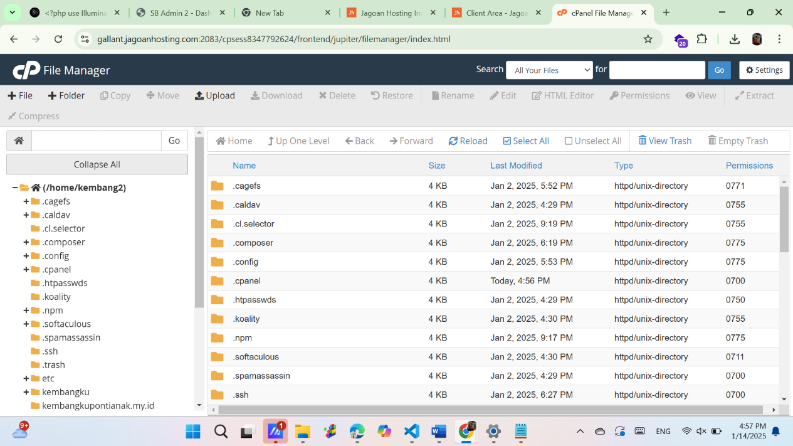 <?php use Illumina
SB Admin 2 - Dash
New Tab
Jagoan Hosting In
Client Area - Jagoa
cPanel File Manage
gallant.jagoanhosting.com:2083/cpsess8347792624/frontend/jupiter/filemanager/index.html
20
cP File Manager
Search All Your Files for Go Settings
File Folder Copy Move Upload Download Delete Restore Rename Edit HTML Editor Permissions View Extract
Compress
Go
Collapse All
(/home/kembang2)
.cagefs
.caldav
.cl.selector
.composer
.config
.cpanel
.htpasswds
.koality
.npm
.softaculous
.spamassassin
.ssh
.trash
etc
kembangku
kembangkupontianak.my.id
Home Up One Level Back Forward Reload Select All Unselect All View Trash Empty Trash
Name Size Last Modified Type Permissions
.cagefs 4 KB Jan 2, 2025, 5:52 PM httpd/unix-directory 0771
.caldav 4 KB Jan 2, 2025, 4:29 PM httpd/unix-directory 0755
.cl.selector 4 KB Jan 2, 2025, 9:19 PM httpd/unix-directory 0755
.composer 4 KB Jan 2, 2025, 6:19 PM httpd/unix-directory 0775
.config 4 KB Jan 2, 2025, 5:53 PM httpd/unix-directory 0775
.cpanel 4 KB Today, 4:56 PM httpd/unix-directory 0700
.htpasswds 4 KB Jan 2, 2025, 4:29 PM httpd/unix-directory 0750
.koality 4 KB Jan 2, 2025, 4:30 PM httpd/unix-directory 0755
.npm 4 KB Jan 2, 2025, 9:17 PM httpd/unix-directory 0775
.softaculous 4 KB Jan 2, 2025, 4:30 PM httpd/unix-directory 0711
.spamassassin 4 KB Jan 2, 2025, 4:29 PM httpd/unix-directory 0700
.ssh 4 KB Jan 2, 2025, 6:27 PM httpd/unix-directory 0700
9+
1
ENG
4:57 PM
1/14/2025